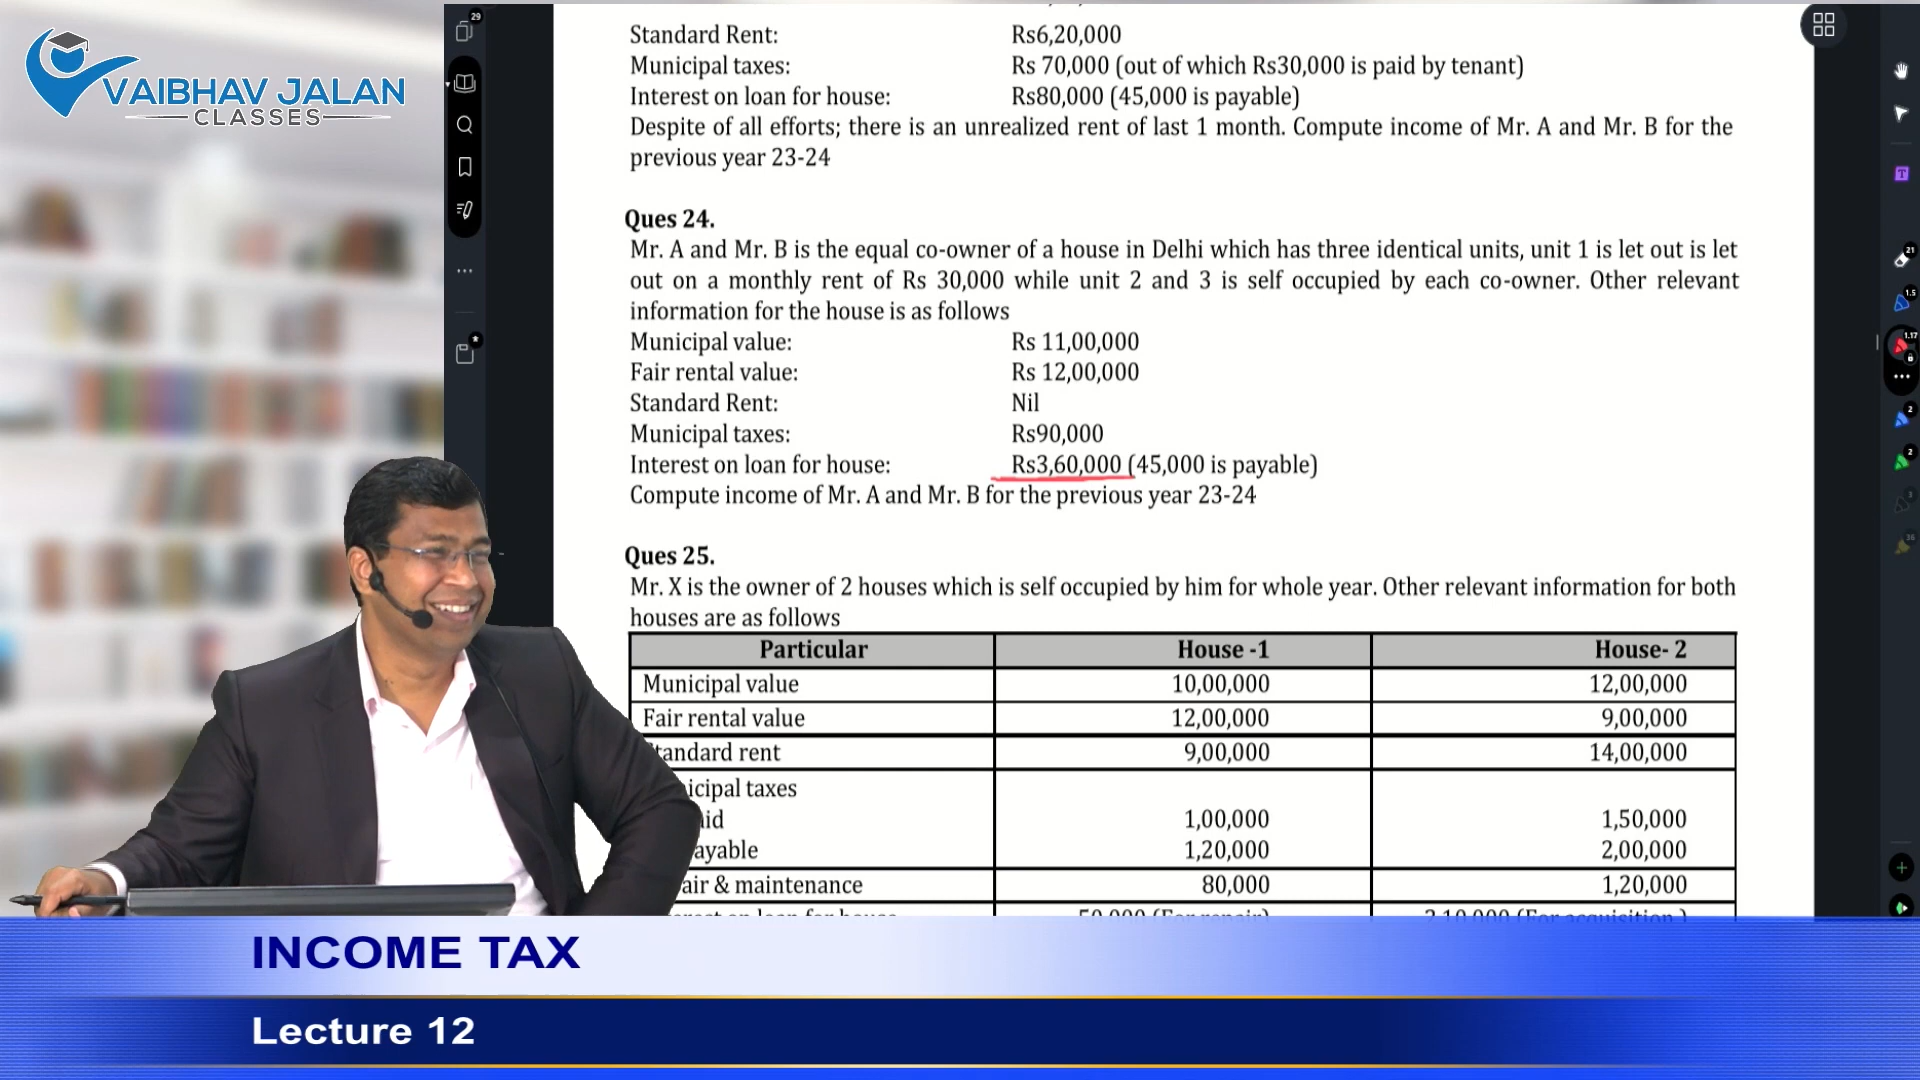 VAIBHAV JALAN
CLASSES
Standard Rent: Rs6,20,000
Municipal taxes: Rs 70,000 (out of which Rs30,000 is paid by tenant)
Interest on loan for house: Rs80,000 (45,000 is payable)
Despite of all efforts; there is an unrealized rent of last 1 month. Compute income of Mr. A and Mr. B for the
previous year 23-24
Ques 24.
Mr. A and Mr. B is the equal co-owner of a house in Delhi which has three identical units, unit 1 is let out is let
out on a monthly rent of Rs 30,000 while unit 2 and 3 is self occupied by each co-owner. Other relevant
information for the house is as follows
Municipal value: Rs 11,00,000
Fair rental value: Rs 12,00,000
Standard Rent: Nil
Municipal taxes: Rs90,000
Interest on loan for house: Rs3,60,000 (45,000 is payable)
Compute income of Mr. A and Mr. B for the previous year 23-24
Ques 25.
Mr. X is the owner of 2 houses which is self occupied by him for whole year. Other relevant information for both
houses are as follows
Particular House -1 House- 2
Municipal value 10,00,000 12,00,000
Fair rental value 12,00,000 9,00,000
tandard rent 9,00,000 14,00,000
icipal taxes
id 1,00,000 1,50,000
ayable 1,20,000 2,00,000
air & maintenance 80,000 1,20,000
29
21
1.5
1.17
2
2
3
36
INCOME TAX
Lecture 12